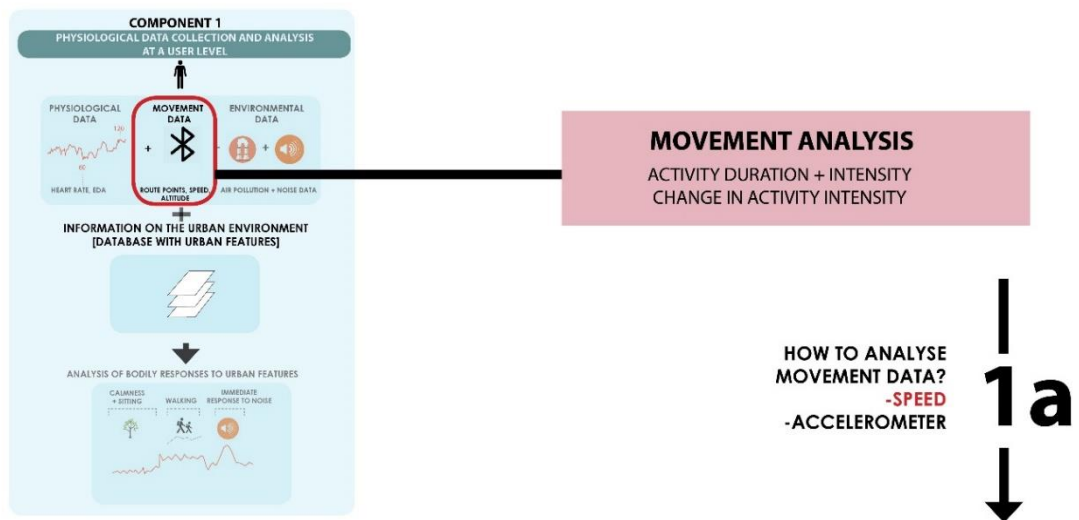 COMPONENT 1
PHYSIOLOGICAL DATA COLLECTION AND ANALYSIS
AT A USER LEVEL
PHYSIOLOGICAL
DATA
120
60
HEART RATE, EDA
MOVEMENT
DATA
+
ROUTE POINTS, SPEED,
ALTITUDE
ENVIRONMENTAL
DATA
+
AIR POLLUTION + NOISE DATA
+
INFORMATION ON THE URBAN ENVIRONMENT
[DATABASE WITH URBAN FEATURES]
ANALYSIS OF BODILY RESPONSES TO URBAN FEATURES
CALMNESS
+ SITTING
WALKING
IMMEDIATE
RESPONSE TO NOISE
MOVEMENT ANALYSIS
ACTIVITY DURATION + INTENSITY
CHANGE IN ACTIVITY INTENSITY
HOW TO ANALYSE
MOVEMENT DATA?
-SPEED
-ACCELEROMETER
1a